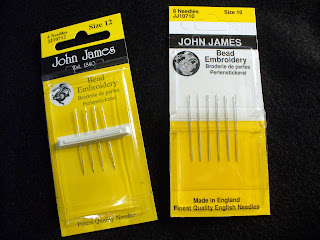 4 Needles
Size 12
JJ10712
John James
Est. 1840
Bead
Embroidery
Broderie de perles
Perlenstickerei
Finest Quality Needles
6 Needles
Size 10
JJ10710
JOHN JAMES
Bead
Embroidery
Broderie de perles
Perlenstickerei
Made in England
Finest Quality English Needles